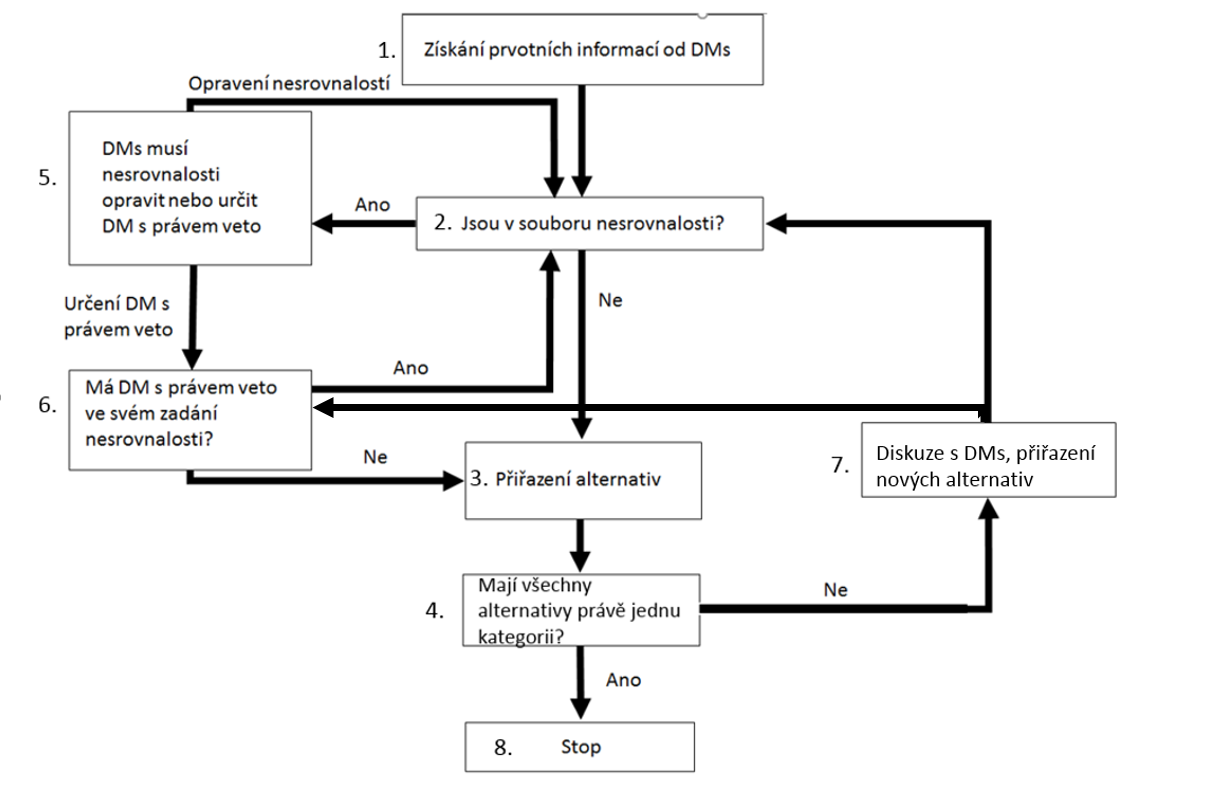 1. Získání prvotních informací od DMs
Opravení nesrovnalostí
5. DMs musí
nesrovnalosti
opravit nebo určit
DM s právem veto
Ano
2. Jsou v souboru nesrovnalosti?
Ne
Určení DM s
právem veto
Ano
6. Má DM s právem veto
ve svém zadání
nesrovnalosti?
Ne
3. Přiřazení alternativ
7. Diskuze s DMs, přiřazení
nových alternativ
4. Mají všechny
alternativy právě jednu
kategorii?
Ne
Ano
8. Stop